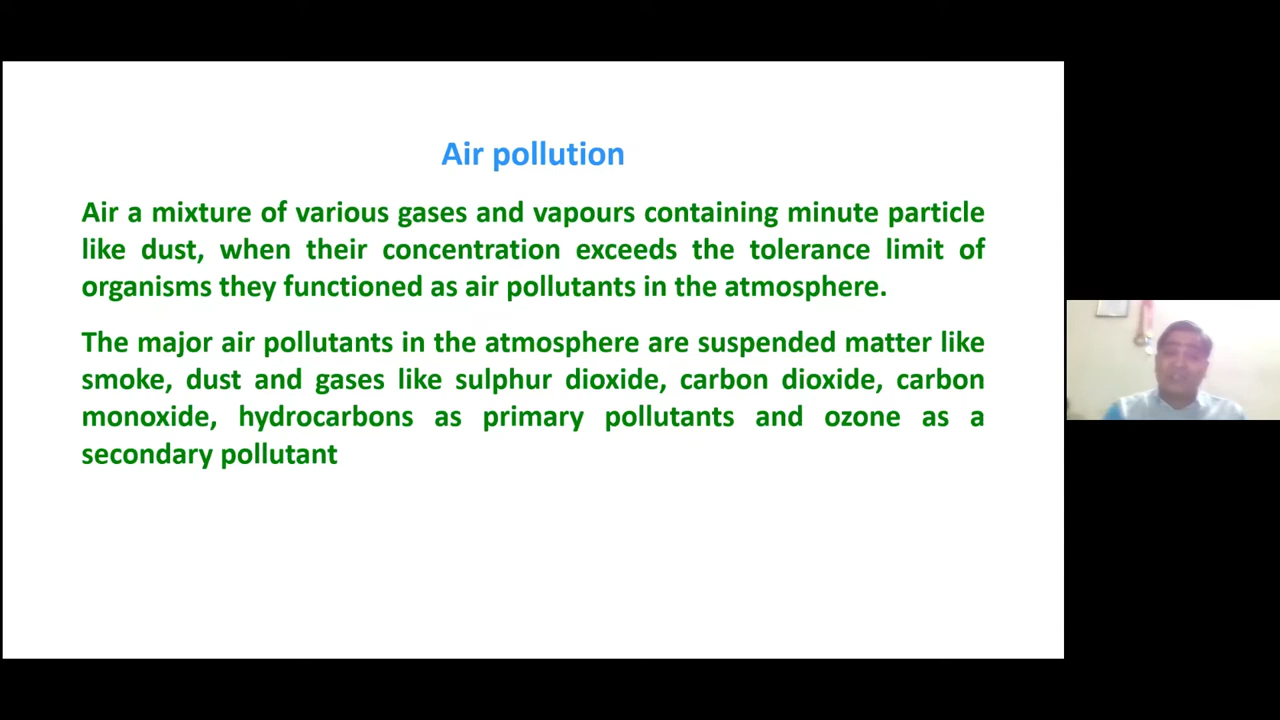 Air pollution
Air a mixture of various gases and vapours containing minute particle
like dust, when their concentration exceeds the tolerance limit of
organisms they functioned as air pollutants in the atmosphere.
The major air pollutants in the atmosphere are suspended matter like
smoke, dust and gases like sulphur dioxide, carbon dioxide, carbon
monoxide, hydrocarbons as primary pollutants and ozone as a
secondary pollutant